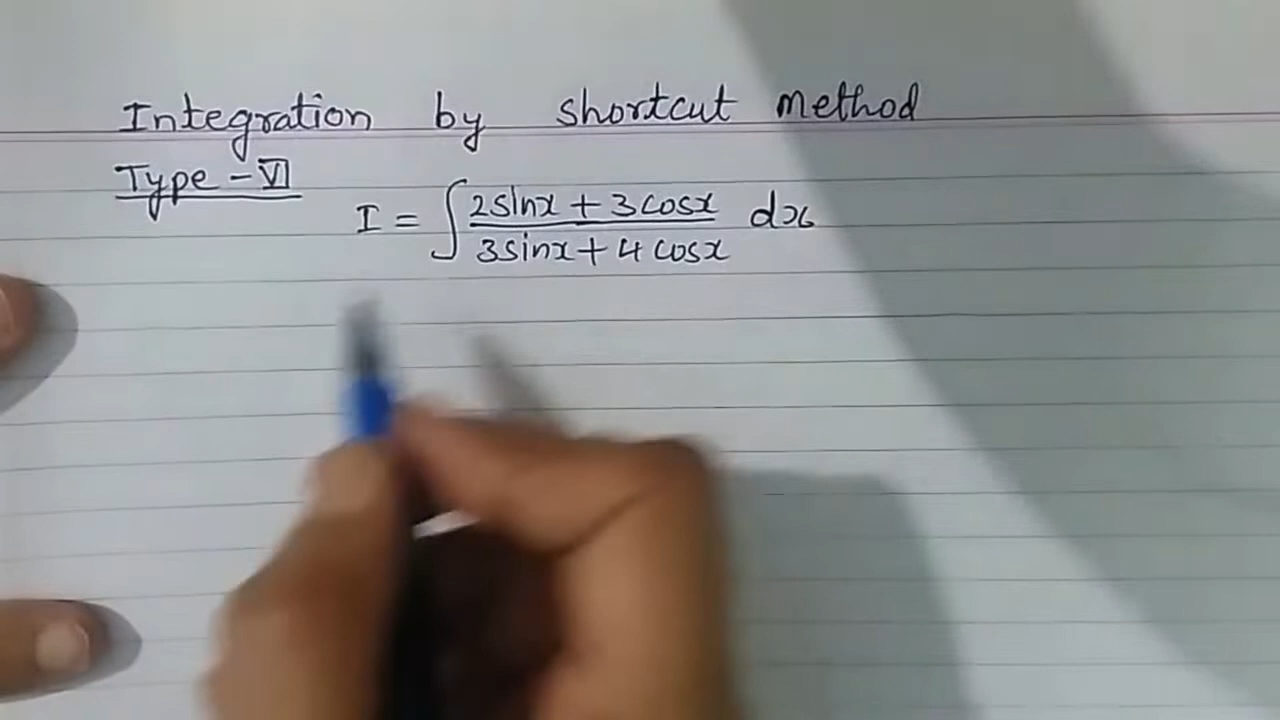 Integration by shortcut method
Type - VI
I = ∫ (2sinx + 3cosx)/(3sinx + 4cosx) dx